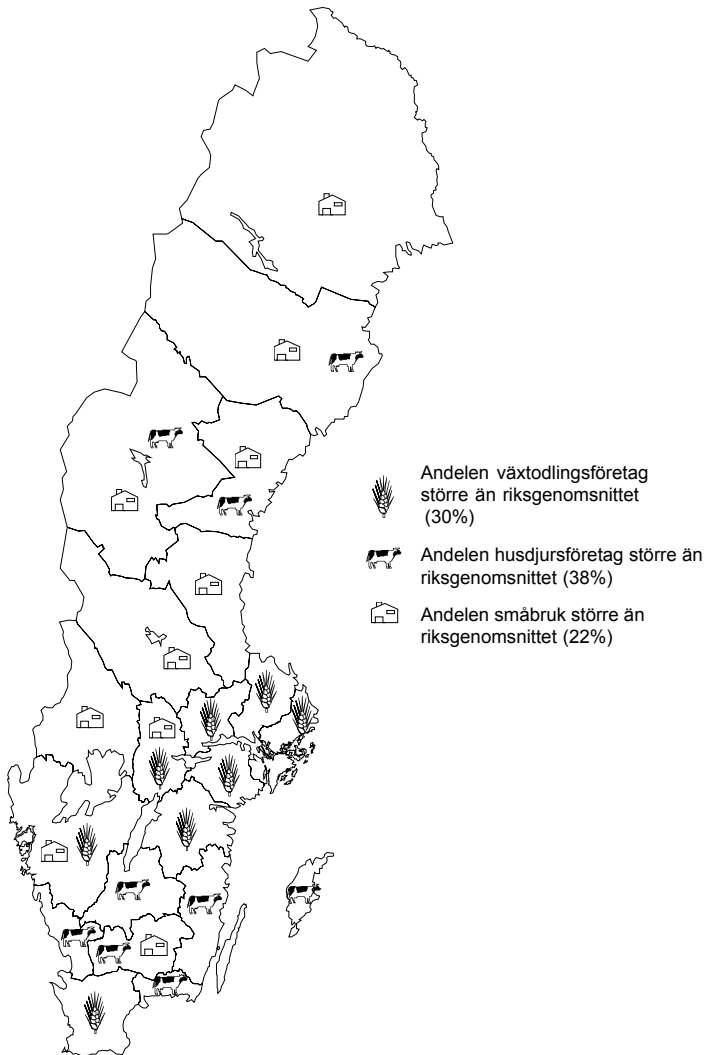 Andelen växtodlingsföretag
större än riksgenomsnittet
(30%)
Andelen husdjursföretag större än
riksgenomsnittet (38%)
Andelen småbruk större än
riksgenomsnittet (22%)